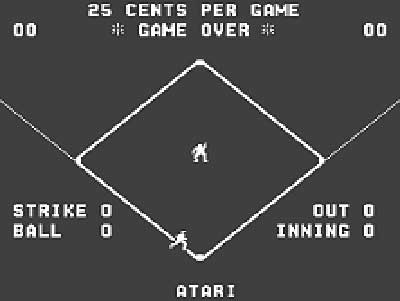 25 CENTS PER GAME
00 ⁜ GAME OVER ⁜ 00
STRIKE 0 OUT 0
BALL 0 INNING 0
ATARI